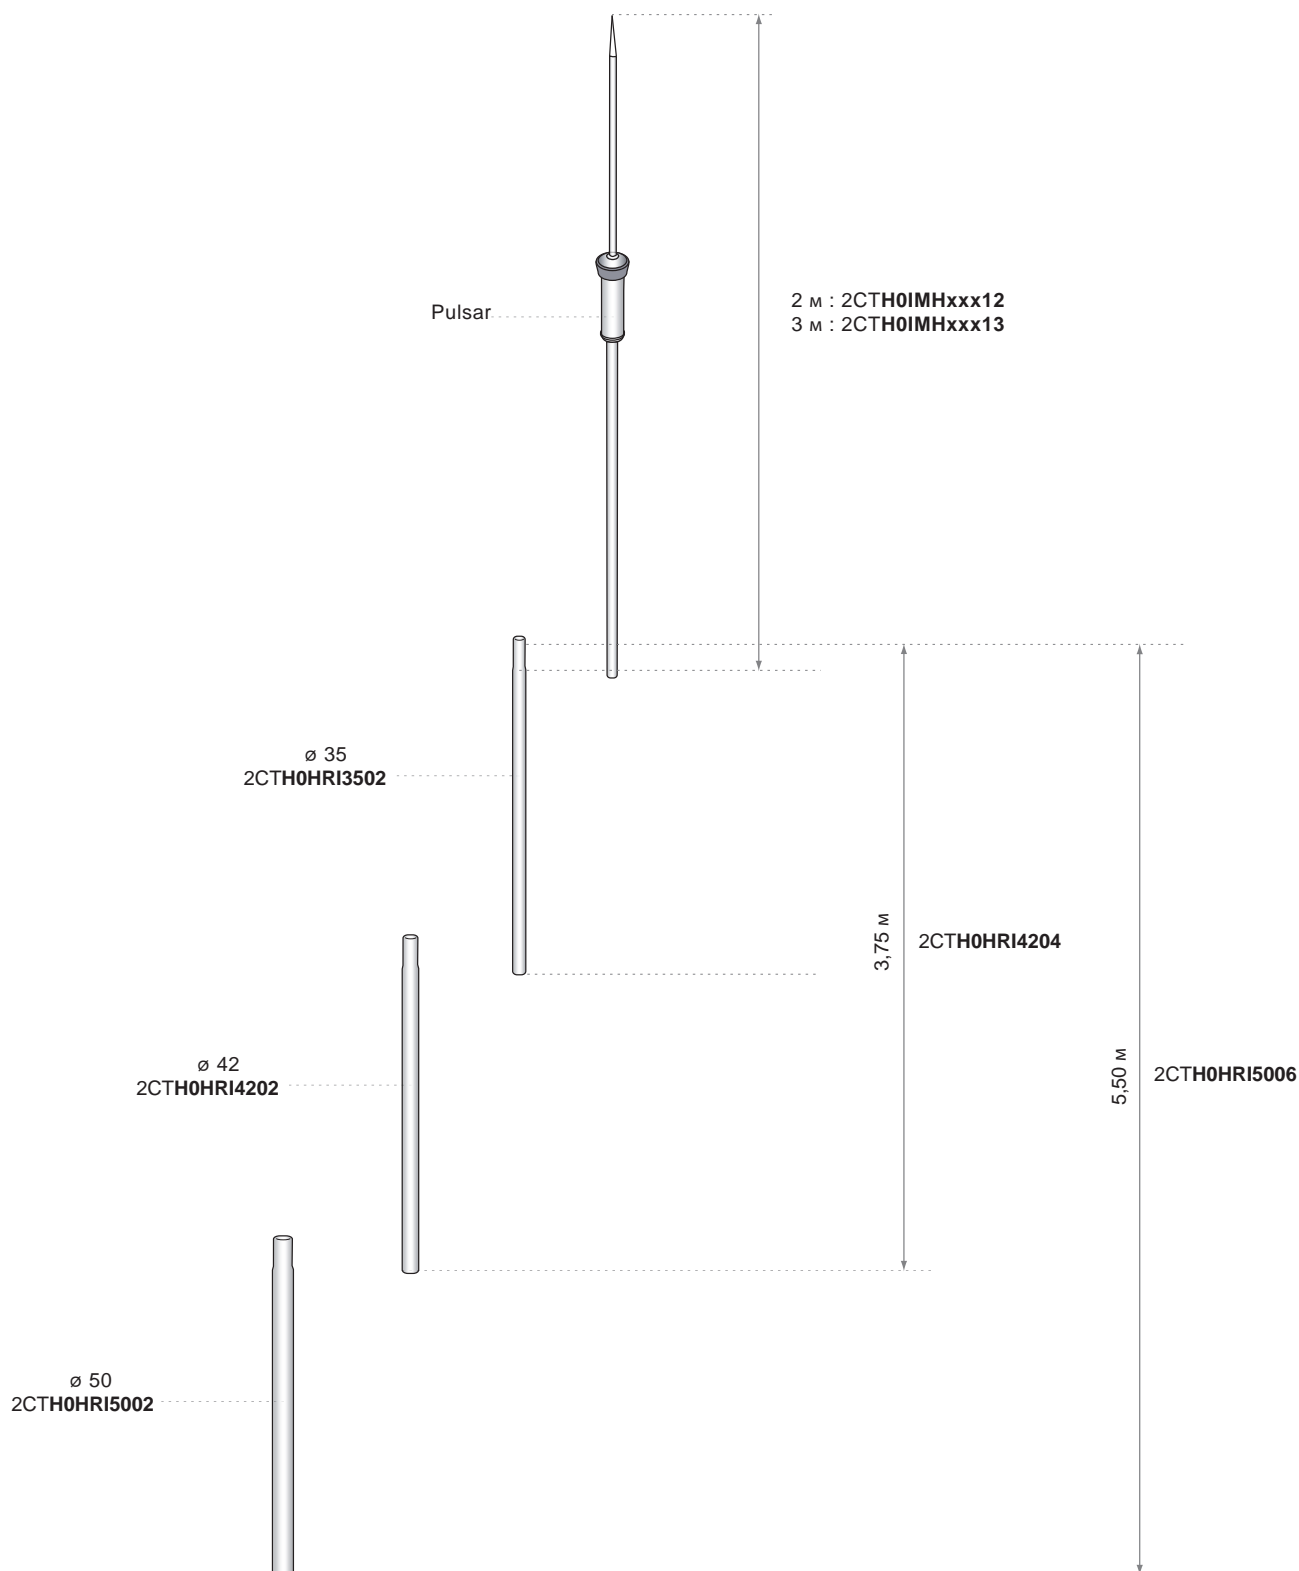 2 м : 2CTH0IMHxxx12
3 м : 2CTH0IMHxxx13
Pulsar
ø 35
2CTH0HRI3502
3,75 м
2CTH0HRI4204
ø 42
2CTH0HRI4202
5,50 м
2CTH0HRI5006
ø 50
2CTH0HRI5002